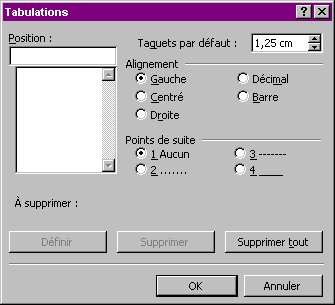 Tabulations
Position :
Taquets par défaut :
1,25 cm
Alignement
Gauche
Décimal
Centré
Barre
Droite
Points de suite
1 Aucun
3 -------
2 .......
4 ____
À supprimer :
Définir
Supprimer
Supprimer tout
OK
Annuler